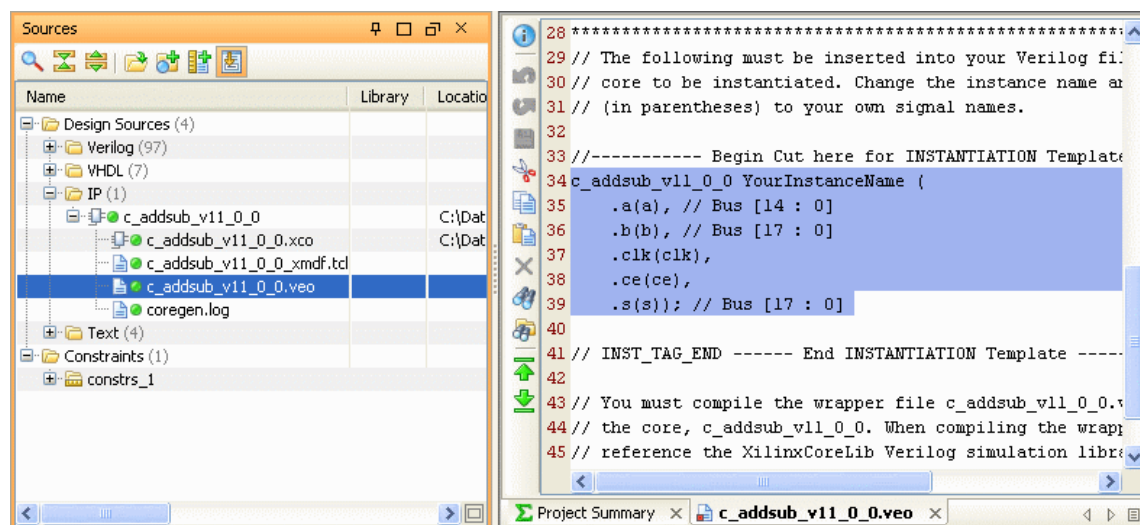 Sources
Name Library Locatio
Design Sources (4)
Verilog (97)
VHDL (7)
IP (1)
c_addsub_v11_0_0 C:\Dat
c_addsub_v11_0_0.xco C:\Dat
c_addsub_v11_0_0_xmdf.tcl
c_addsub_v11_0_0.veo
coregen.log
Text (4)
Constraints (1)
constrs_1
28 ******************************************************
29 // The following must be inserted into your Verilog fil
30 // core to be instantiated. Change the instance name an
31 // (in parentheses) to your own signal names.
32
33 //----------- Begin Cut here for INSTANTIATION Template
34 c_addsub_v11_0_0 YourInstanceName (
35 .a(a), // Bus [14 : 0]
36 .b(b), // Bus [17 : 0]
37 .clk(clk),
38 .ce(ce),
39 .s(s)); // Bus [17 : 0]
40
41 // INST_TAG_END ------ End INSTANTIATION Template -----
42
43 // You must compile the wrapper file c_addsub_v11_0_0.v
44 // the core, c_addsub_v11_0_0. When compiling the wrapp
45 // reference the XilinxCoreLib Verilog simulation libra
Project Summary c_addsub_v11_0_0.veo